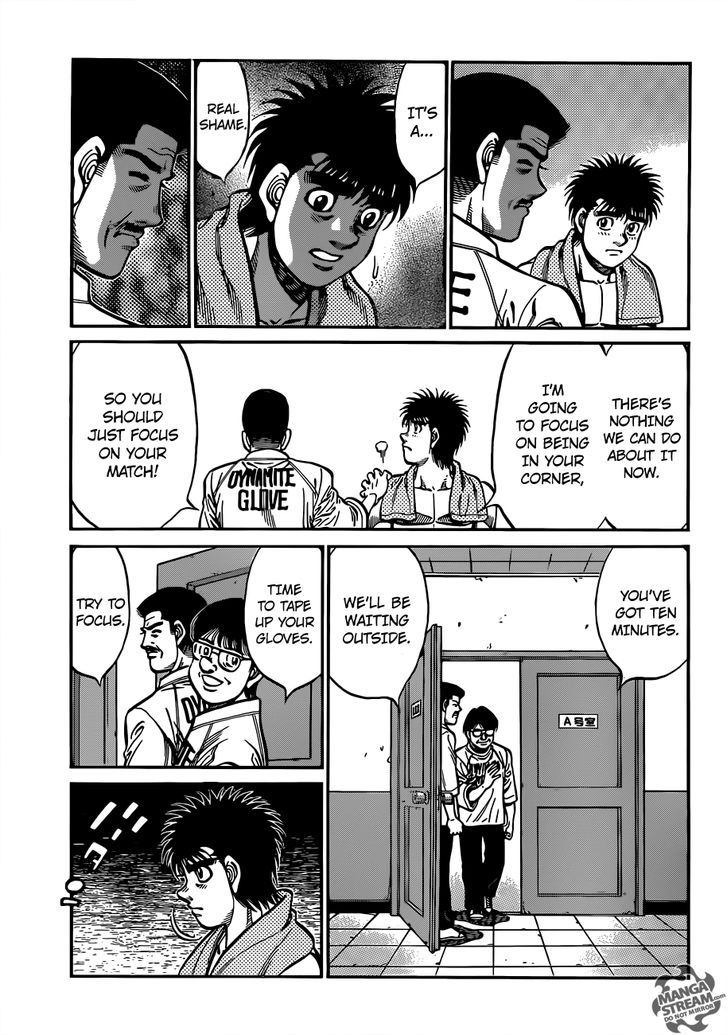 IT'S
A...
REAL
SHAME.
THERE'S
NOTHING
WE CAN DO
ABOUT IT
NOW.
I'M
GOING
TO FOCUS
ON BEING
IN YOUR
CORNER,
SO YOU
SHOULD
JUST FOCUS
ON YOUR
MATCH!
DYNAMITE
GLOVE
YOU'VE
GOT TEN
MINUTES.
WE'LL BE
WAITING
OUTSIDE.
A号室
TIME
TO TAPE
UP YOUR
GLOVES.
TRY TO
FOCUS.
DY
MANGA
STREAM.com
DO NOT MIRROR